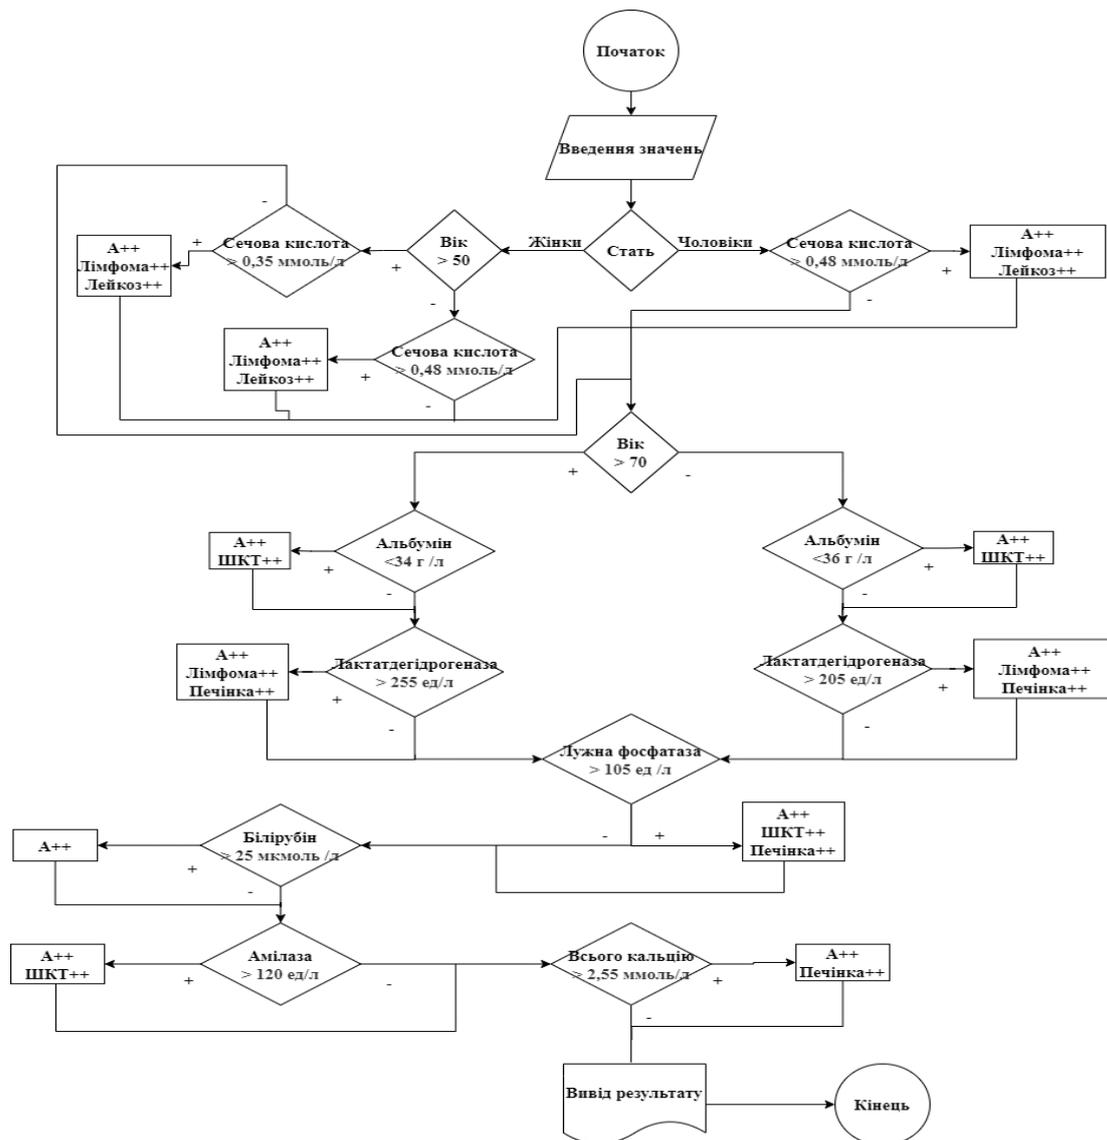 Початок
Введення значень
Стать
Жінки
Чоловіки
Вік
> 50
+
-
Сечова кислота
> 0,35 ммоль/л
+
-
А++
Лімфома++
Лейкоз++
Сечова кислота
> 0,48 ммоль/л
+
-
А++
Лімфома++
Лейкоз++
Сечова кислота
> 0,48 ммоль/л
+
-
А++
Лімфома++
Лейкоз++
Вік
> 70
+
-
Альбумін
<34 г /л
+
-
А++
ШКТ++
Альбумін
<36 г /л
+
-
А++
ШКТ++
Лактатдегідрогеназа
> 255 ед/л
+
-
А++
Лімфома++
Печінка++
Лактатдегідрогеназа
> 205 ед/л
+
-
А++
Лімфома++
Печінка++
Лужна фосфатаза
> 105 ед /л
-
+
А++
ШКТ++
Печінка++
Білірубін
> 25 мкмоль /л
+
-
А++
Амілаза
> 120 ед/л
+
-
А++
ШКТ++
Всього кальцію
> 2,55 ммоль/л
+
-
А++
Печінка++
Вивід результату
Кінець